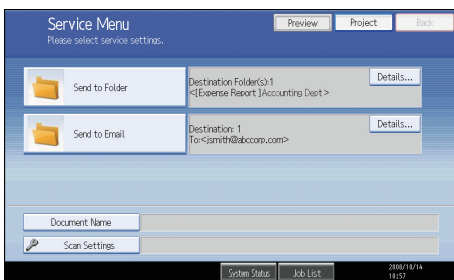 Service Menu
Preview
Project
Back
Please select service settings.
Send to Folder
Destination Folder(s):1
<[Expense Report ]Accounting Dept>
Details...
Send to Email
Destination: 1
To:<jsmith@abccorp.com>
Details...
Document Name
Scan Settings
System Status
Job List
2008/10/14
10:57